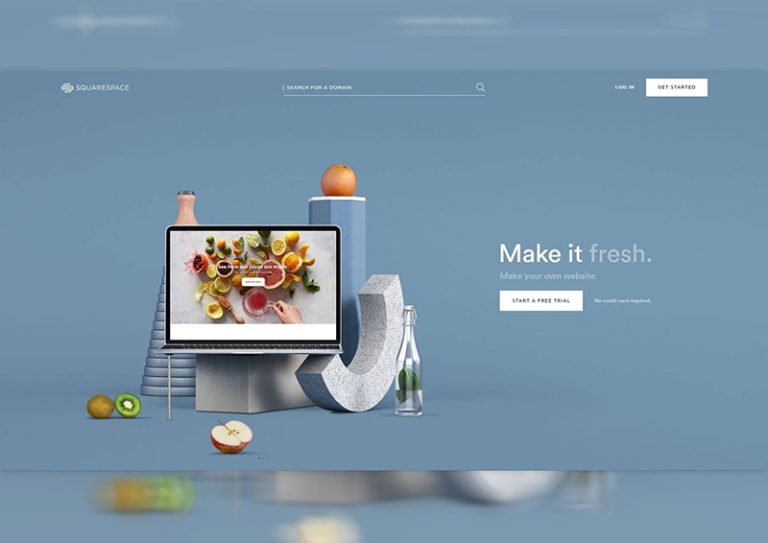 SQUARESPACE
SEARCH FOR A DOMAIN
LOG IN
GET STARTED
Make it fresh.
Make your own website.
START A FREE TRIAL
No credit card required.
See how our juices are made.